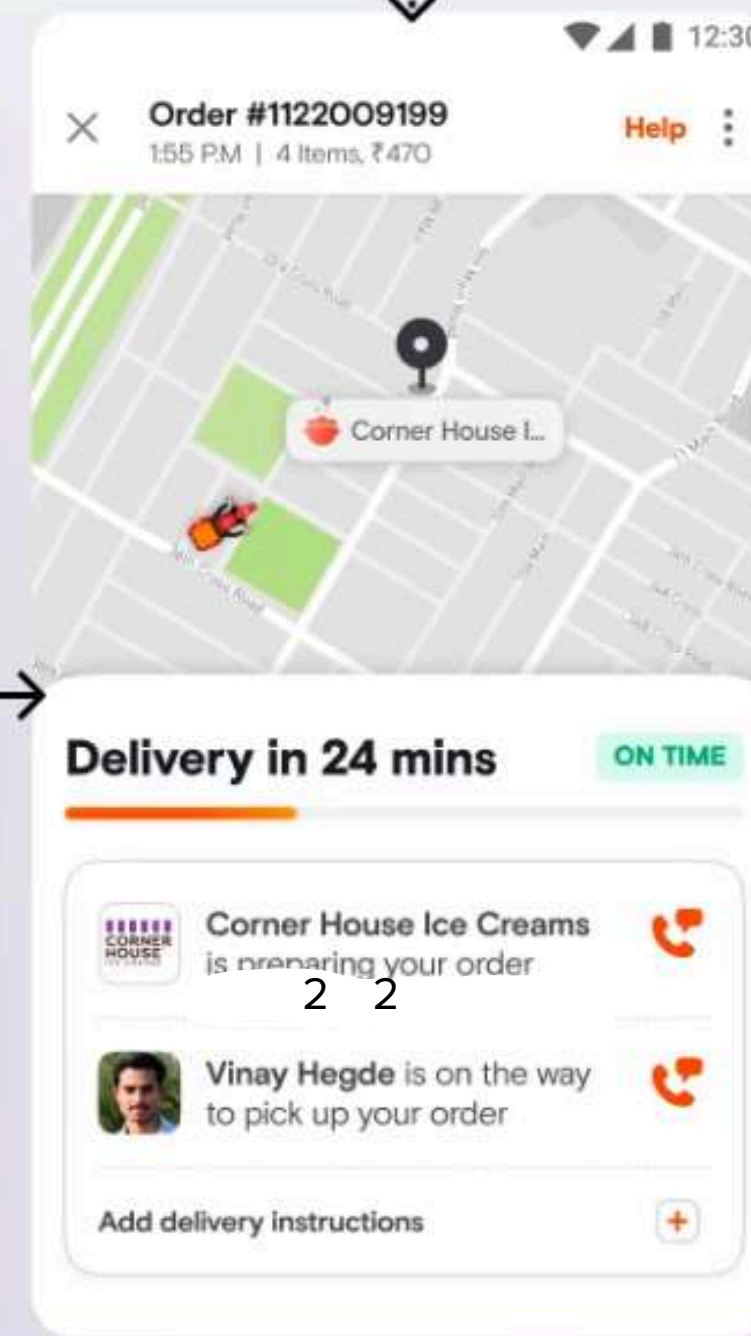 12:30
Order #1122009199
Help
1:55 P.M | 4 Items, ₹470
Corner House I...
Delivery in 24 mins
ON TIME
CORNER
HOUSE
Corner House Ice Creams
is preparing your order
2 2
Vinay Hegde is on the way
to pick up your order
Add delivery instructions